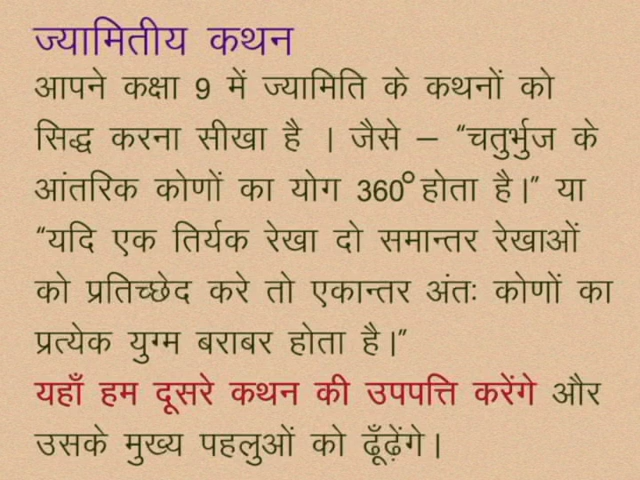 ज्यामितीय कथन
आपने कक्षा 9 में ज्यामिति के कथनों को
सिद्ध करना सीखा है । जैसे – “चतुर्भुज के
आंतरिक कोणों का योग 360° होता है।” या
“यदि एक तिर्यक रेखा दो समान्तर रेखाओं
को प्रतिच्छेद करे तो एकान्तर अंतः कोणों का
प्रत्येक युग्म बराबर होता है।”
यहाँ हम दूसरे कथन की उपपत्ति करेंगे और
उसके मुख्य पहलुओं को ढूँढ़ेंगे।